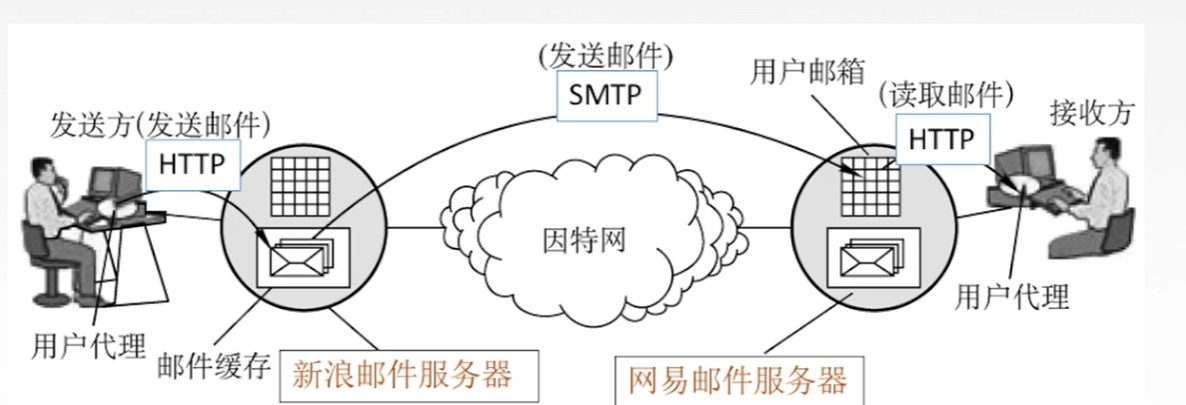 (发送邮件)
SMTP
用户邮箱
(读取邮件)
HTTP
接收方
发送方(发送邮件)
HTTP
因特网
用户代理
用户代理
邮件缓存
新浪邮件服务器
网易邮件服务器